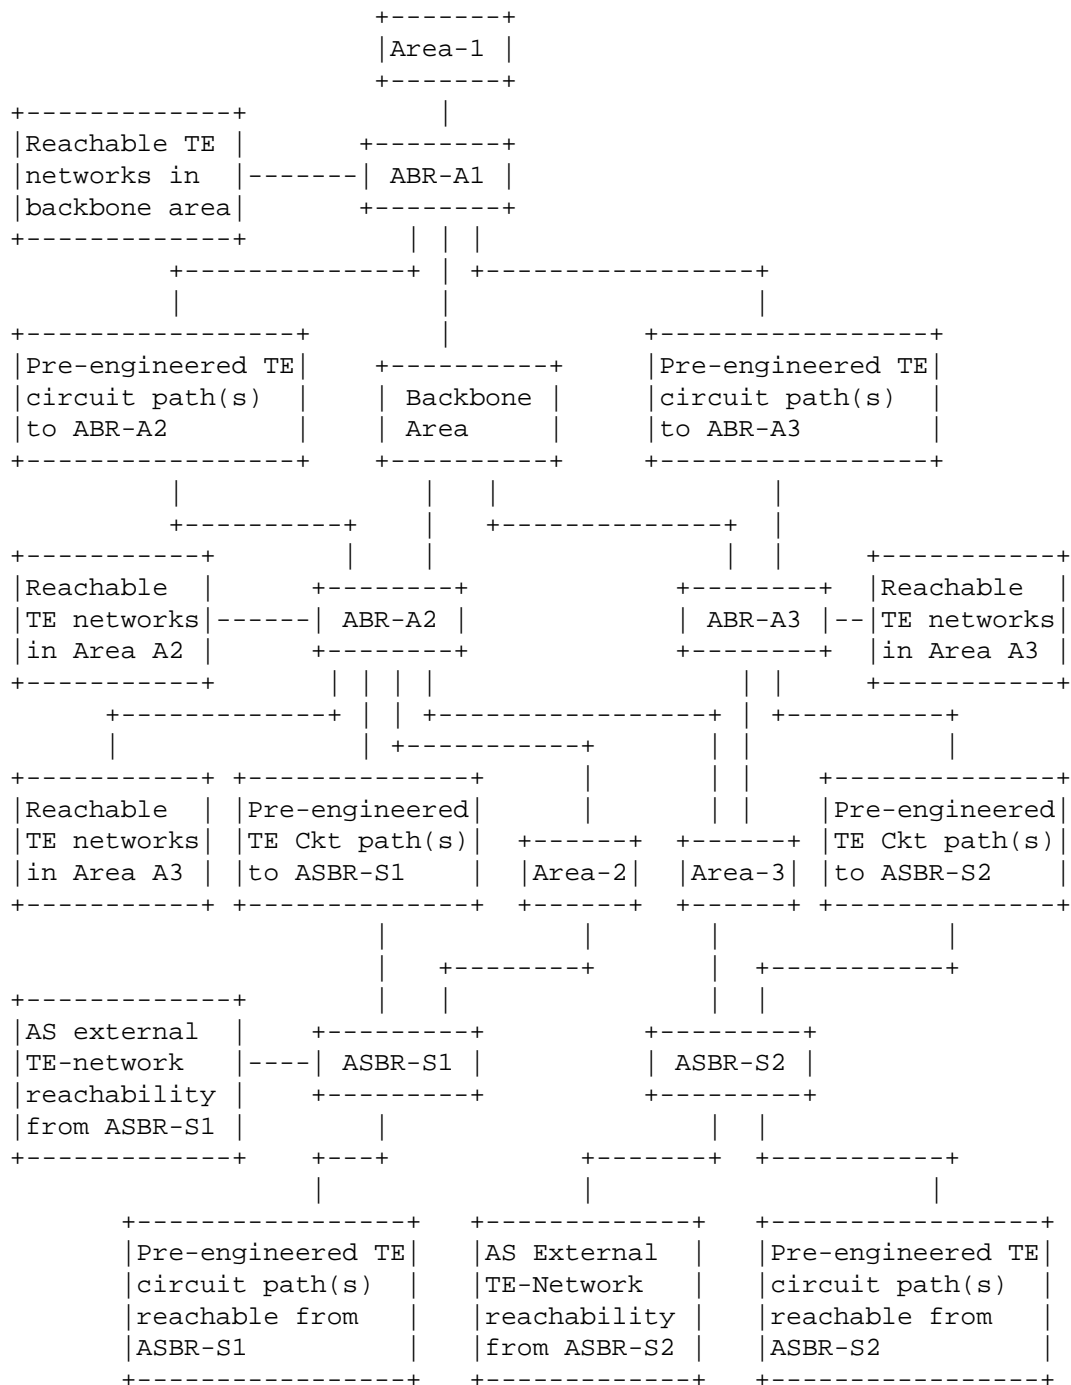 Area-1
Reachable TE
networks in
backbone area
ABR-A1
Pre-engineered TE
circuit path(s)
to ABR-A2
Backbone
Area
Pre-engineered TE
circuit path(s)
to ABR-A3
Reachable
TE networks
in Area A2
ABR-A2
ABR-A3
Reachable
TE networks
in Area A3
Reachable
TE networks
in Area A3
Pre-engineered
TE Ckt path(s)
to ASBR-S1
Area-2
Area-3
Pre-engineered
TE Ckt path(s)
to ASBR-S2
AS external
TE-network
reachability
from ASBR-S1
ASBR-S1
ASBR-S2
Pre-engineered TE
circuit path(s)
reachable from
ASBR-S1
AS External
TE-Network
reachability
from ASBR-S2
Pre-engineered TE
circuit path(s)
reachable from
ASBR-S2